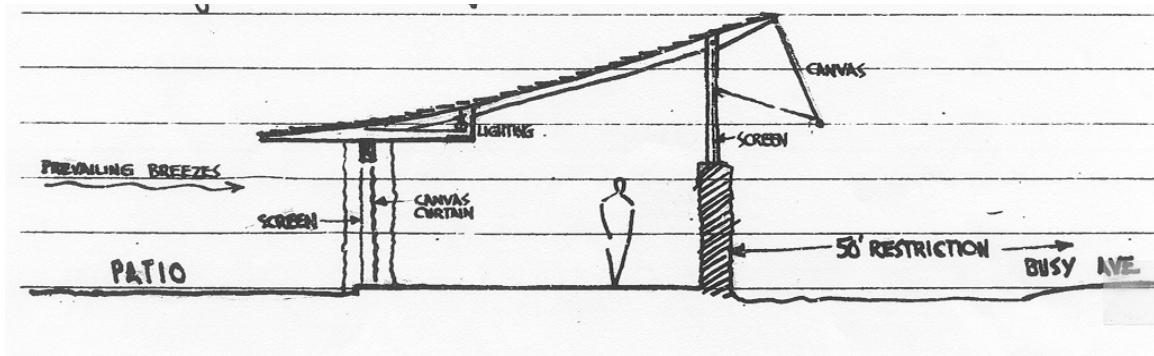 CANVAS
LIGHTING
SCREEN
PREVAILING BREEZES
CANVAS
CURTAIN
SCREEN
50' RESTRICTION
BUSY AVE
PATIO